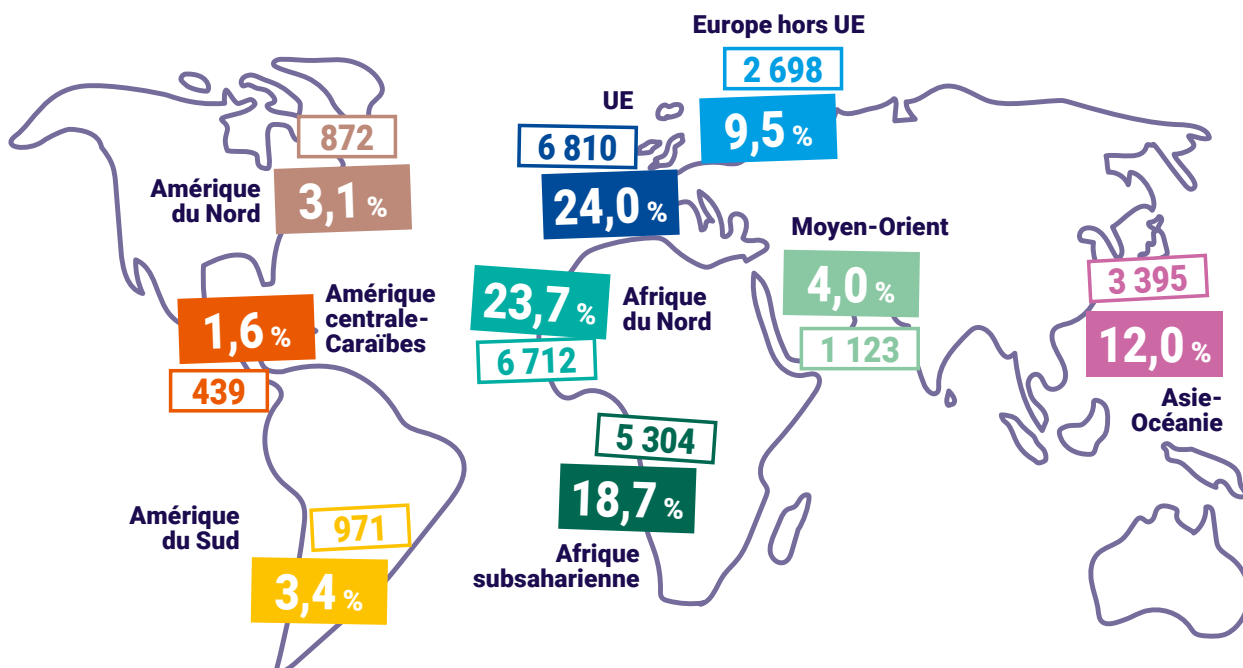 Europe hors UE
2 698
9,5 %
UE
6 810
24,0 %
872
Amérique
du Nord
3,1 %
Moyen-Orient
4,0 %
1 123
3 395
12,0 %
Asie-
Océanie
23,7 %
6 712
Afrique
du Nord
1,6 %
439
Amérique
centrale-
Caraïbes
5 304
18,7 %
Afrique
subsaharienne
Amérique
du Sud
971
3,4 %